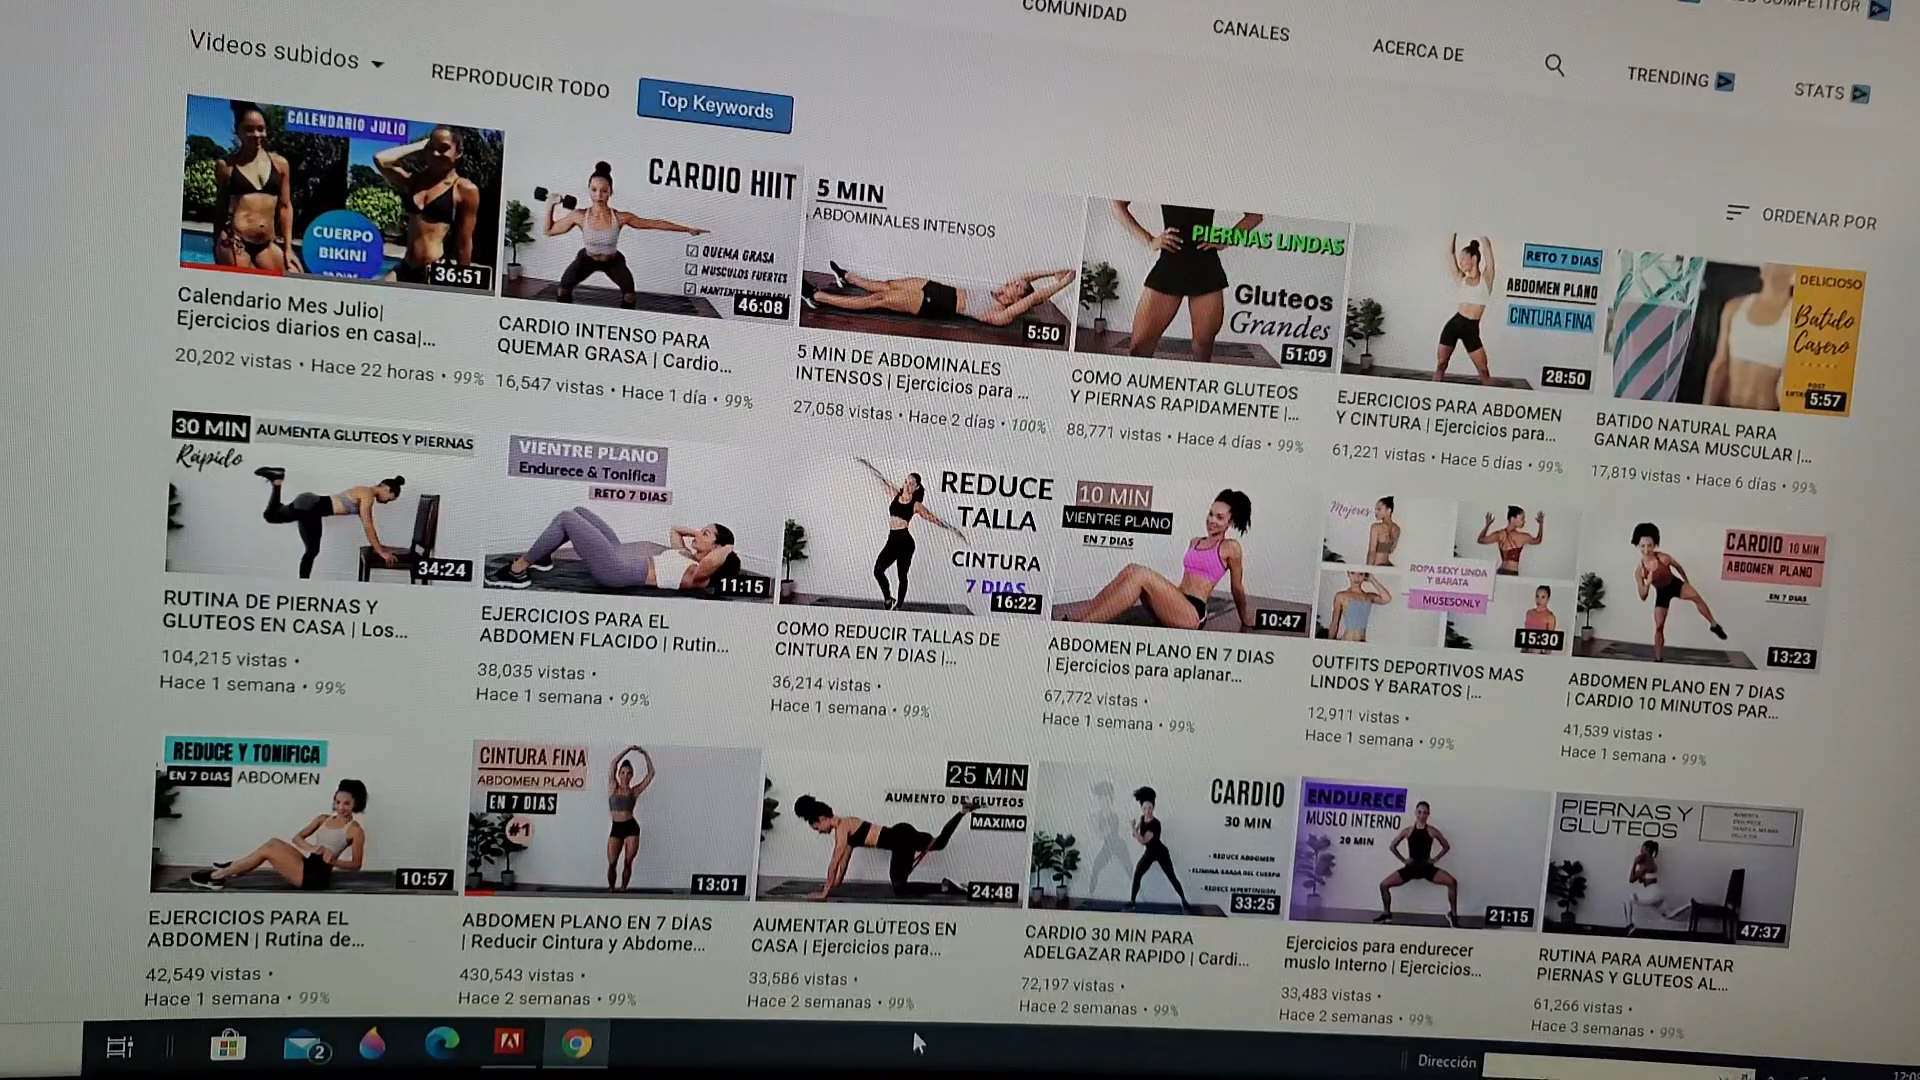 COMUNIDAD
CANALES
ACERCA DE
TRENDING
STATS
COMPETITOR
Videos subidos
REPRODUCIR TODO
Top Keywords
ORDENAR POR
CALENDARIO JULIO
CUERPO
BIKINI
36:51
Calendario Mes Julio|
Ejercicios diarios en casa|...
20,202 vistas • Hace 22 horas • 99%
CARDIO HIIT
QUEMA GRASA
MUSCULOS FUERTES
46:08
CARDIO INTENSO PARA
QUEMAR GRASA | Cardio...
16,547 vistas • Hace 1 día • 99%
5 MIN
ABDOMINALES INTENSOS
5:50
5 MIN DE ABDOMINALES
INTENSOS | Ejercicios para ...
27,058 vistas • Hace 2 días • 100%
PIERNAS LINDAS
Gluteos
Grandes
51:09
COMO AUMENTAR GLUTEOS
Y PIERNAS RAPIDAMENTE |...
88,771 vistas • Hace 4 días • 99%
RETO 7 DIAS
ABDOMEN PLANO
CINTURA FINA
28:50
EJERCICIOS PARA ABDOMEN
Y CINTURA | Ejercicios para...
61,221 vistas • Hace 5 días • 99%
DELICIOSO
Batido
Casero
POST
5:57
BATIDO NATURAL PARA
GANAR MASA MUSCULAR |...
17,819 vistas • Hace 6 días • 99%
30 MIN AUMENTA GLUTEOS Y PIERNAS
Rápido
34:24
RUTINA DE PIERNAS Y
GLUTEOS EN CASA | Los...
104,215 vistas •
Hace 1 semana • 99%
VIENTRE PLANO
Endurece & Tonifica
RETO 7 DIAS
11:15
EJERCICIOS PARA EL
ABDOMEN FLACIDO | Rutin...
38,035 vistas •
Hace 1 semana • 99%
REDUCE
TALLA
CINTURA
7 DIAS
16:22
COMO REDUCIR TALLAS DE
CINTURA EN 7 DIAS |...
36,214 vistas •
Hace 1 semana • 99%
10 MIN
VIENTRE PLANO
EN 7 DIAS
10:47
ABDOMEN PLANO EN 7 DIAS
| Ejercicios para aplanar...
67,772 vistas •
Hace 1 semana • 99%
Mujeres
ROPA SEXY LINDA
Y BARATA
MUSESONLY
15:30
OUTFITS DEPORTIVOS MAS
LINDOS Y BARATOS |...
12,911 vistas •
Hace 1 semana • 99%
CARDIO 10 MIN
ABDOMEN PLANO
EN 7 DIAS
13:23
ABDOMEN PLANO EN 7 DIAS
| CARDIO 10 MINUTOS PAR...
41,539 vistas •
Hace 1 semana • 99%
REDUCE Y TONIFICA
EN 7 DIAS ABDOMEN
10:57
EJERCICIOS PARA EL
ABDOMEN | Rutina de...
42,549 vistas •
Hace 1 semana • 99%
CINTURA FINA
ABDOMEN PLANO
EN 7 DIAS
#1
13:01
ABDOMEN PLANO EN 7 DÍAS
| Reducir Cintura y Abdome...
430,543 vistas •
Hace 2 semanas • 99%
25 MIN
AUMENTO DE GLUTEOS
MAXIMO
24:48
AUMENTAR GLÚTEOS EN
CASA | Ejercicios para...
33,586 vistas •
Hace 2 semanas • 99%
CARDIO
30 MIN
• REDUCE ABDOMEN
• ELIMINA GRASA DEL CUERPO
• REDUCE HIPERTENSION
33:25
CARDIO 30 MIN PARA
ADELGAZAR RAPIDO | Cardi...
72,197 vistas •
Hace 2 semanas • 99%
ENDURECE
MUSLO INTERNO
20 MIN
21:15
Ejercicios para endurecer
muslo Interno | Ejercicios...
33,483 vistas •
Hace 2 semanas • 99%
PIERNAS Y
GLUTEOS
47:37
RUTINA PARA AUMENTAR
PIERNAS Y GLUTEOS AL...
61,266 vistas •
Hace 3 semanas • 99%
2
Dirección